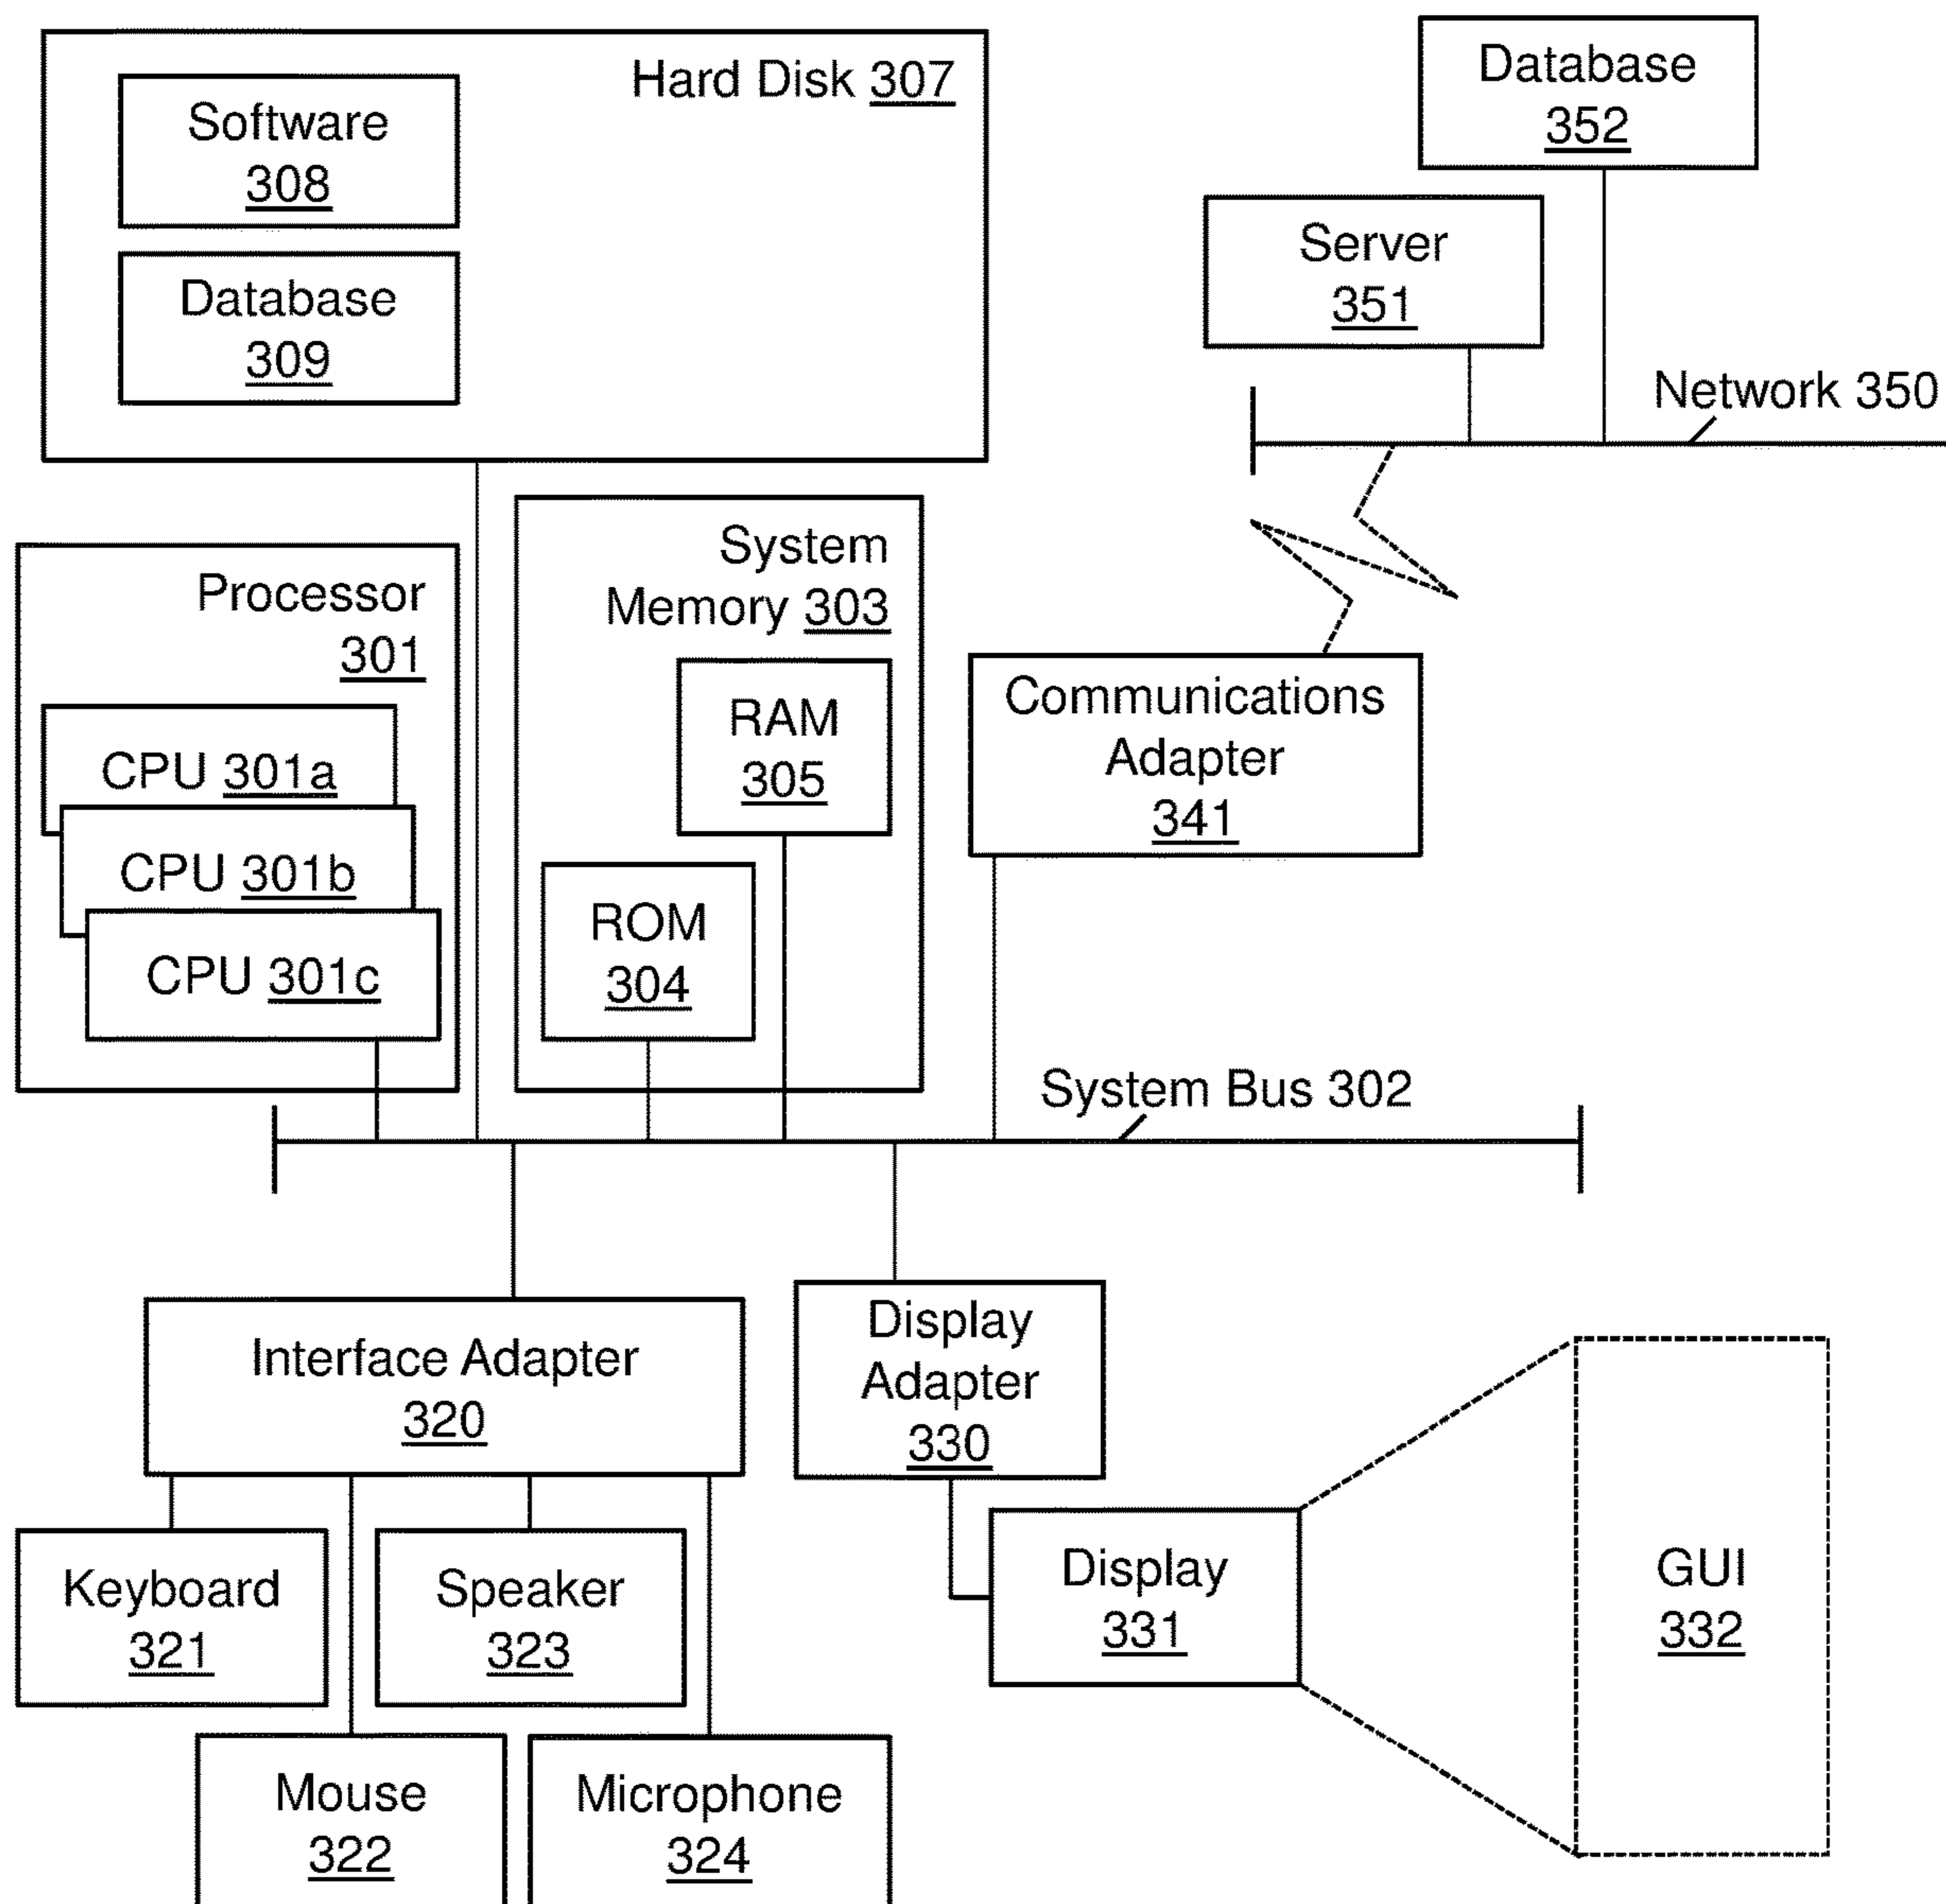 Hard Disk 307
Software
308
Database
309
Database
352
Server
351
Network 350
Processor
301
CPU 301a
CPU 301b
CPU 301c
System
Memory 303
RAM
305
ROM
304
Communications
Adapter
341
System Bus 302
Interface Adapter
320
Display
Adapter
330
Keyboard
321
Speaker
323
Mouse
322
Microphone
324
Display
331
GUI
332